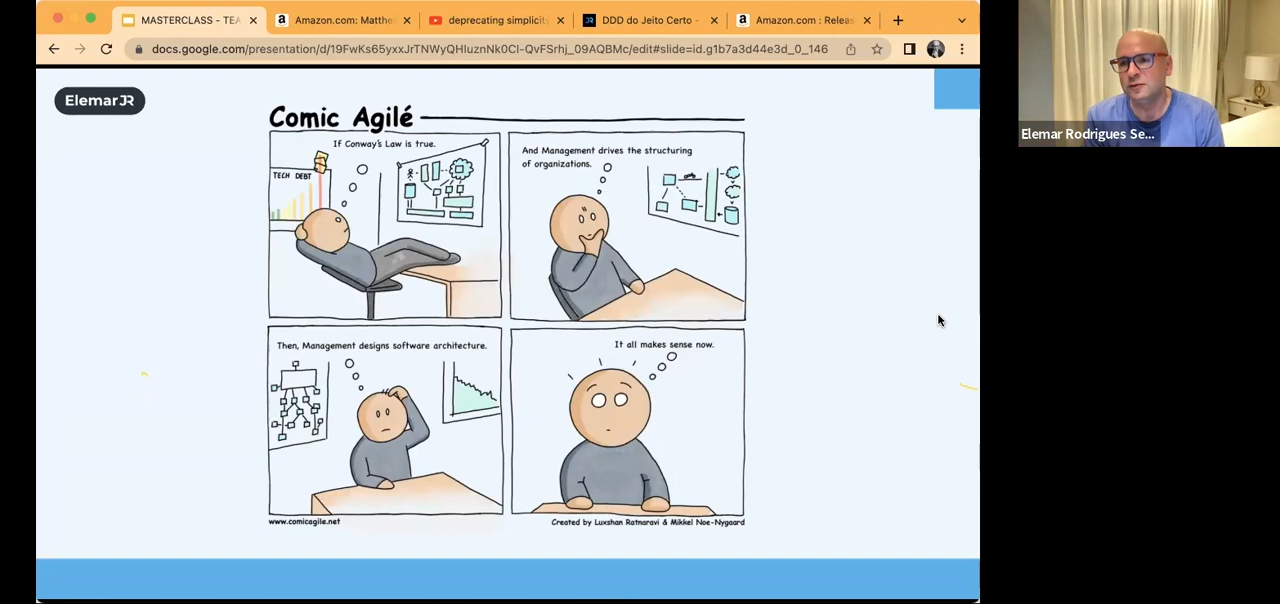 MASTERCLASS - TEA
Amazon.com: Matthe
deprecating simplicity
DDD do Jeito Certo -
Amazon.com : Releas
docs.google.com/presentation/d/19FwKs65yxxJrTNWyQHIuznNk0Cl-QvFSrhj_09AQBMc/edit#slide=id.g1b7a3d44e3d_0_146
ElemarJR
Comic Agilé
If Conway's Law is true.
TECH DEBT
And Management drives the structuring
of organizations.
Then, Management designs software architecture.
It all makes sense now.
www.comicagile.net
Created by Luxshan Ratnaravi & Mikkel Noe-Nygaard
Elemar Rodrigues Se...